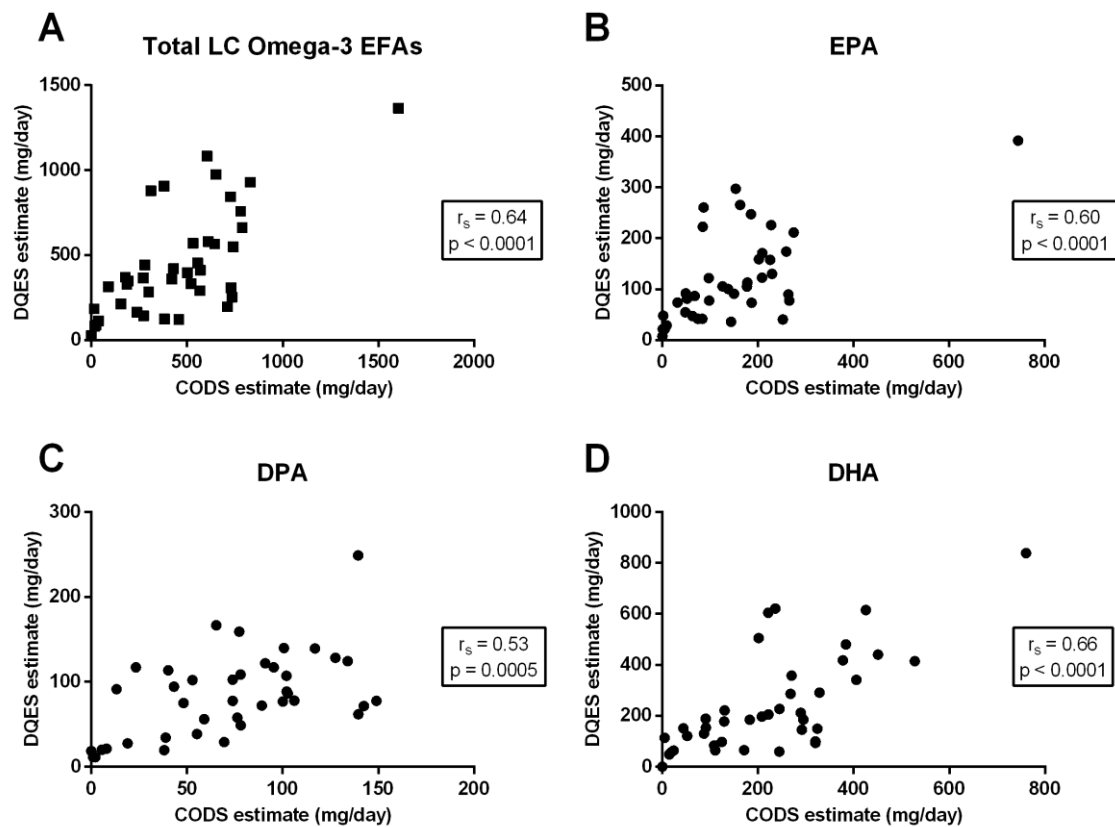 A
Total LC Omega-3 EFAs
DQES estimate (mg/day)
1500
1000
500
0
0 500 1000 1500 2000
CODS estimate (mg/day)
rs = 0.64
p < 0.0001
B
EPA
DQES estimate (mg/day)
500
400
300
200
100
0
0 200 400 600 800
CODS estimate (mg/day)
rs = 0.60
p < 0.0001
C
DPA
DQES estimate (mg/day)
300
200
100
0
0 50 100 150 200
CODS estimate (mg/day)
rs = 0.53
p = 0.0005
D
DHA
DQES estimate (mg/day)
1000
800
600
400
200
0
0 200 400 600 800
CODS estimate (mg/day)
rs = 0.66
p < 0.0001